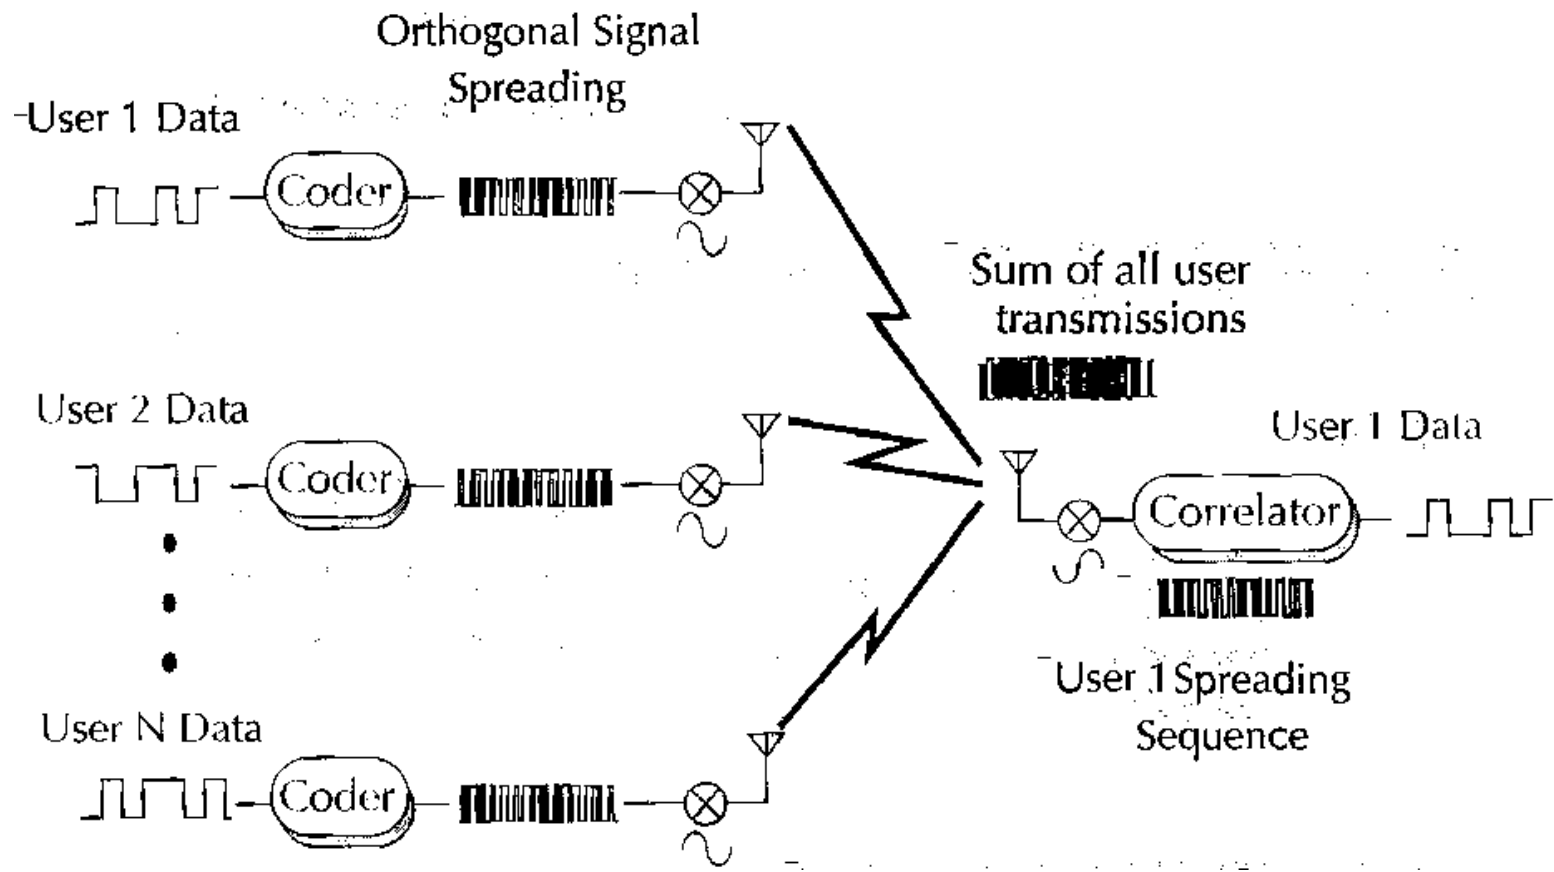 Orthogonal Signal
Spreading
User 1 Data
Coder
Sum of all user
transmissions
User 2 Data
Coder
User 1 Data
Correlator
User 1 Spreading
Sequence
User N Data
Coder